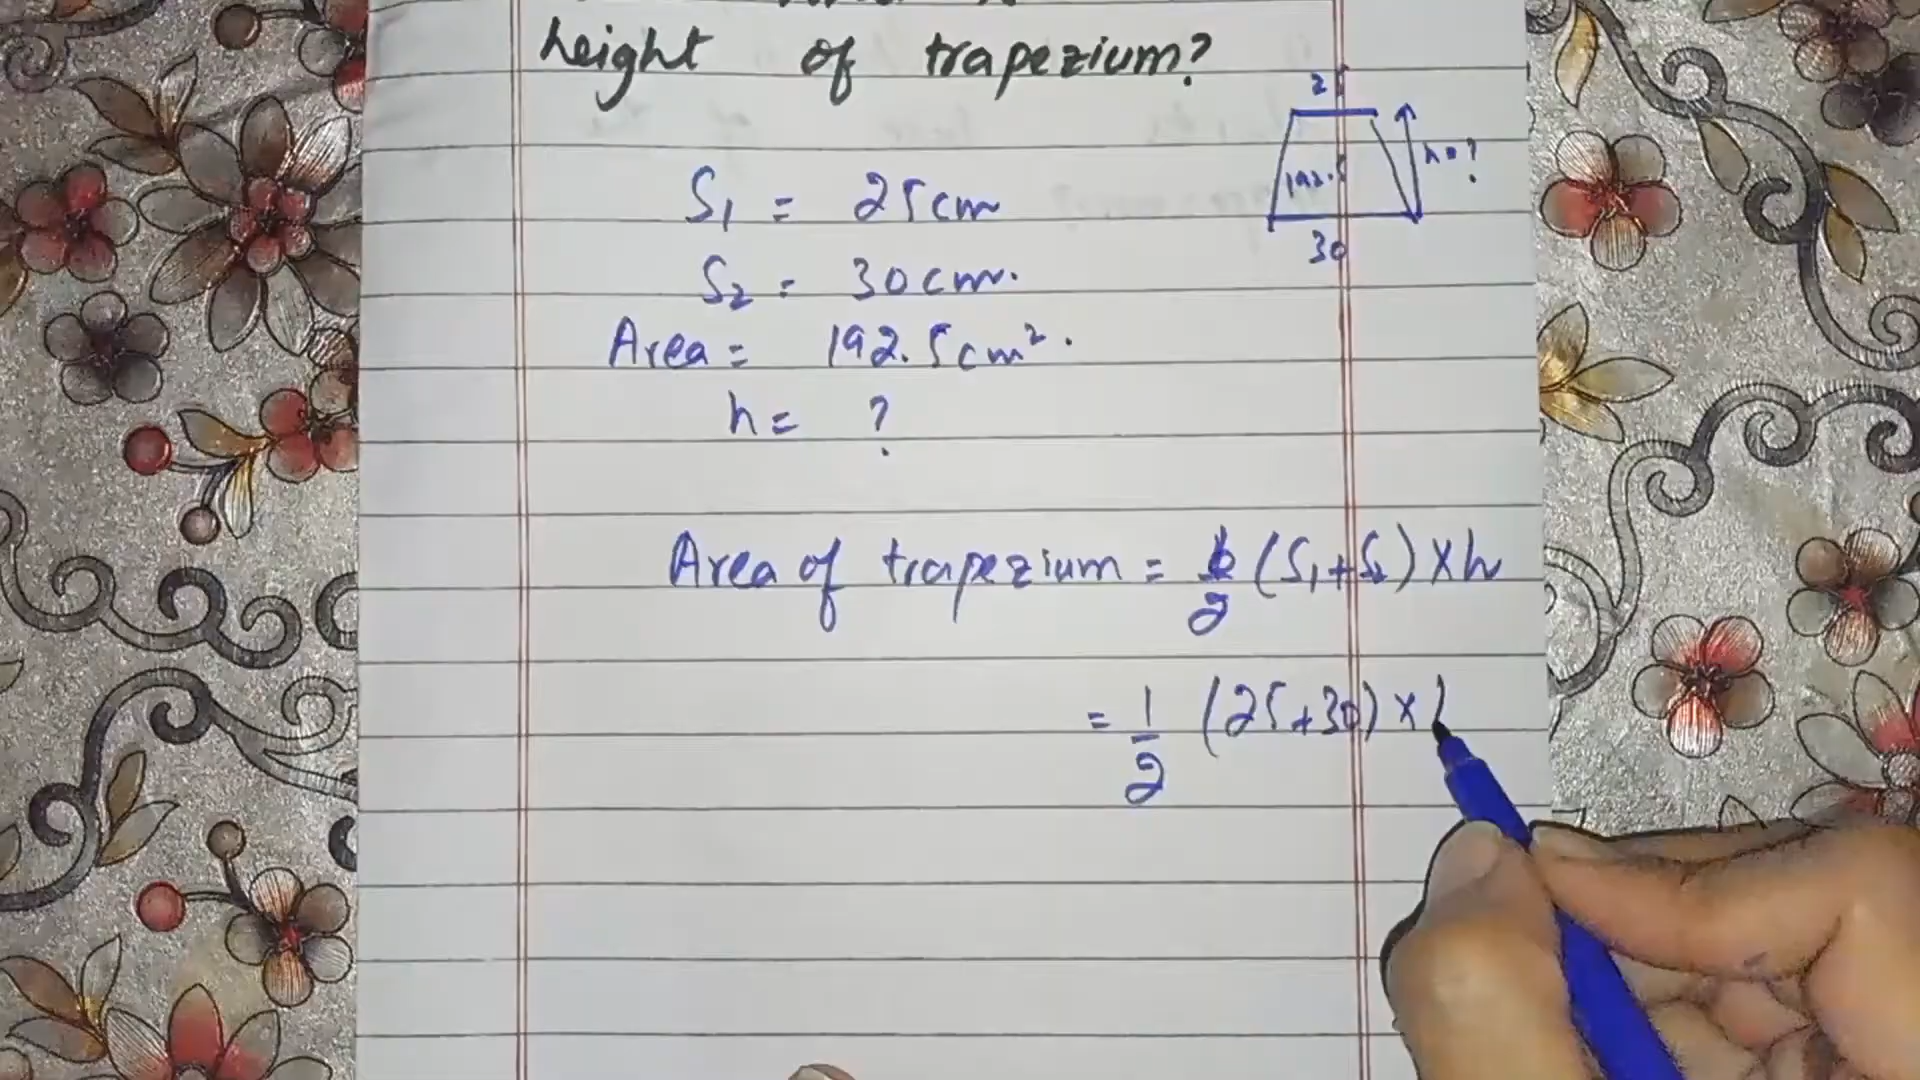 height of trapezium?
25
192.5
h = ?
30
S1 = 25cm
S2 = 30cm.
Area = 192.5cm².
h = ?
Area of trapezium = 1/2 (S1+S2) x h
= 1/2 (25+30) x